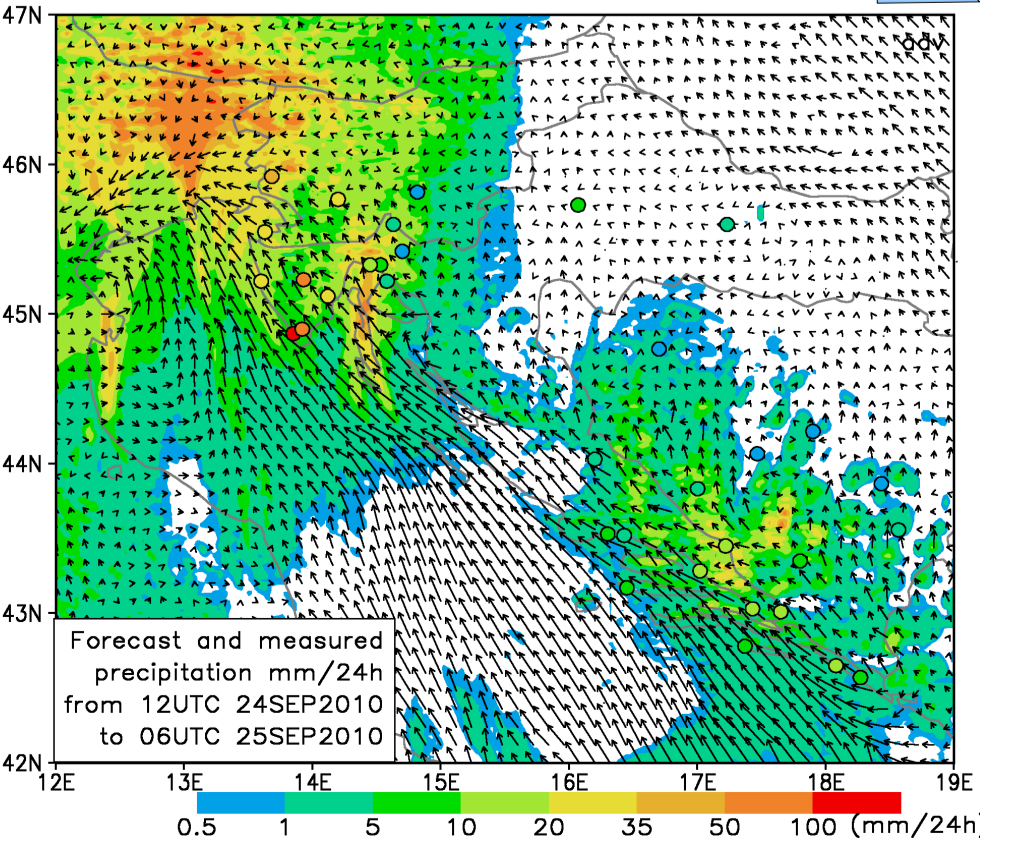 47N
adv
46N
45N
44N
43N
Forecast and measured
precipitation mm/24h
from 12UTC 24SEP2010
to 06UTC 25SEP2010
42N
12E 13E 14E 15E 16E 17E 18E 19E
0.5 1 5 10 20 35 50 100 (mm/24h)